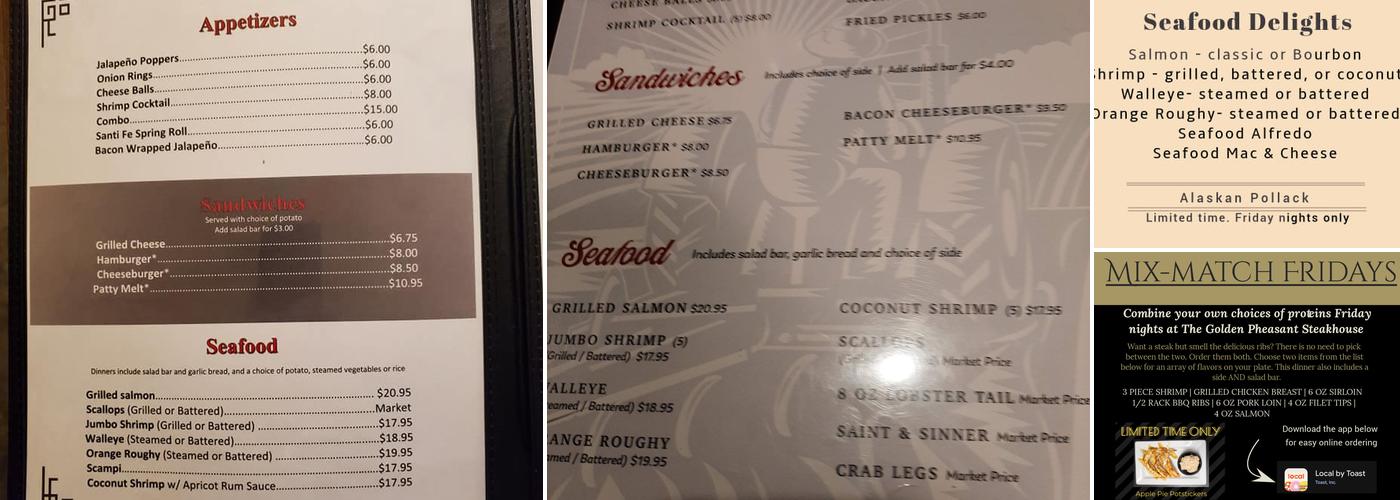 Appetizers
Jalapeño Poppers....$6.00
Onion Rings....$6.00
Cheese Balls....$6.00
Shrimp Cocktail....$8.00
Combo....$15.00
Santi Fe Spring Roll....$6.00
Bacon Wrapped Jalapeño....$6.00
Sandwiches
Served with choice of potato
Add salad bar for $3.00
Grilled Cheese....$6.75
Hamburger*....$8.00
Cheeseburger*....$8.50
Patty Melt*....$10.95
Seafood
Dinners include salad bar and garlic bread, and a choice of potato, steamed vegetables or rice
Grilled salmon....$20.95
Scallops (Grilled or Battered)....Market
Jumbo Shrimp (Grilled or Battered)....$17.95
Walleye (Steamed or Battered)....$18.95
Orange Roughy (Steamed or Battered)....$19.95
Scampi....$17.95
Coconut Shrimp w/ Apricot Rum Sauce....$17.95
CHEESE BALLS
SHRIMP COCKTAIL (5) $8.00
FRIED PICKLES $6.00
Sandwiches Includes choice of side | Add salad bar for $4.00
GRILLED CHEESE $6.75
HAMBURGER* $8.00
CHEESEBURGER* $8.50
BACON CHEESEBURGER* $9.50
PATTY MELT* $10.95
Seafood Includes salad bar, garlic bread and choice of side
GRILLED SALMON $20.95
JUMBO SHRIMP (5)
(Grilled / Battered) $17.95
WALLEYE
(Steamed / Battered) $18.95
ANGE ROUGHY
med / Battered) $19.95
COCONUT SHRIMP (5) $17.95
SCALLOPS
Market Price
8 OZ LOBSTER TAIL Market Price
SAINT & SINNER Market Price
CRAB LEGS Market Price
Seafood Delights
Salmon - classic or Bourbon
Shrimp - grilled, battered, or coconut
Walleye- steamed or battered
Orange Roughy- steamed or battered
Seafood Alfredo
Seafood Mac & Cheese
Alaskan Pollack
Limited time. Friday nights only
MIX-MATCH FRIDAYS
Combine your own choices of proteins Friday
nights at The Golden Pheasant Steakhouse
Want a steak but smell the delicious ribs? There is no need to pick
between the two. Order them both. Choose two items from the list
below for an array of flavors on your plate. This dinner also includes a
side AND salad bar.
3 PIECE SHRIMP | GRILLED CHICKEN BREAST | 6 OZ SIRLOIN
1/2 RACK BBQ RIBS | 6 OZ PORK LOIN | 4 OZ FILET TIPS |
4 OZ SALMON
LIMITED TIME ONLY
Apple Pie Potstickers
Download the app below
for easy online ordering
local
Local by Toast
Toast, Inc.